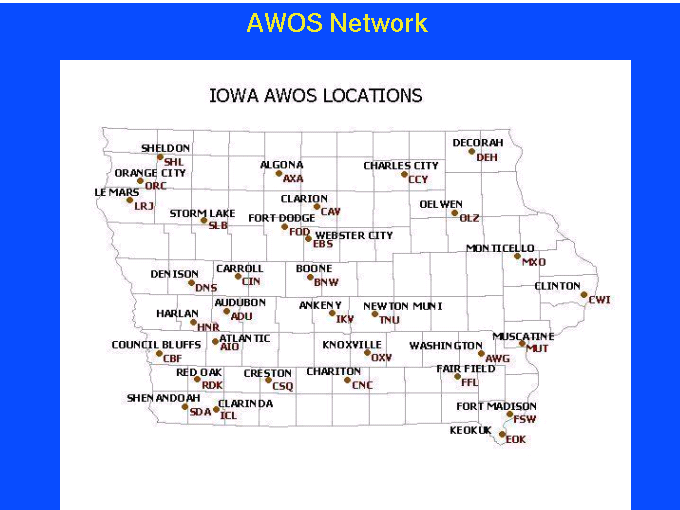 AWOS Network
IOWA AWOS LOCATIONS
DECORAH
DEH
SHELDON
SHL
ALGONA
AXA
CHARLES CITY
CCY
ORANGE CITY
ORC
LE MARS
LRJ
CLARION
CAV
OELWEN
OLZ
STORM LAKE
SLB
FORT DODGE
FOD
WEBSTER CITY
EBS
MONTICELLO
MXO
DENISON
DNS
CARROLL
CIN
BOONE
BNW
CLINTON
CWI
AUDUBON
ADU
ANKENY
IKV
NEWTON MUNI
TNU
HARLAN
HNR
ATLANTIC
AIO
COUNCIL BLUFFS
CBF
KNOXVILLE
OXV
WASHINGTON
AWG
MUSCATINE
MUT
RED OAK
RDK
CRESTON
CSQ
CHARITON
CNC
FAIR FIELD
FFL
SHENANDOAH
SDA
CLARINDA
ICL
FORT MADISON
FSW
KEOKUK
EOK